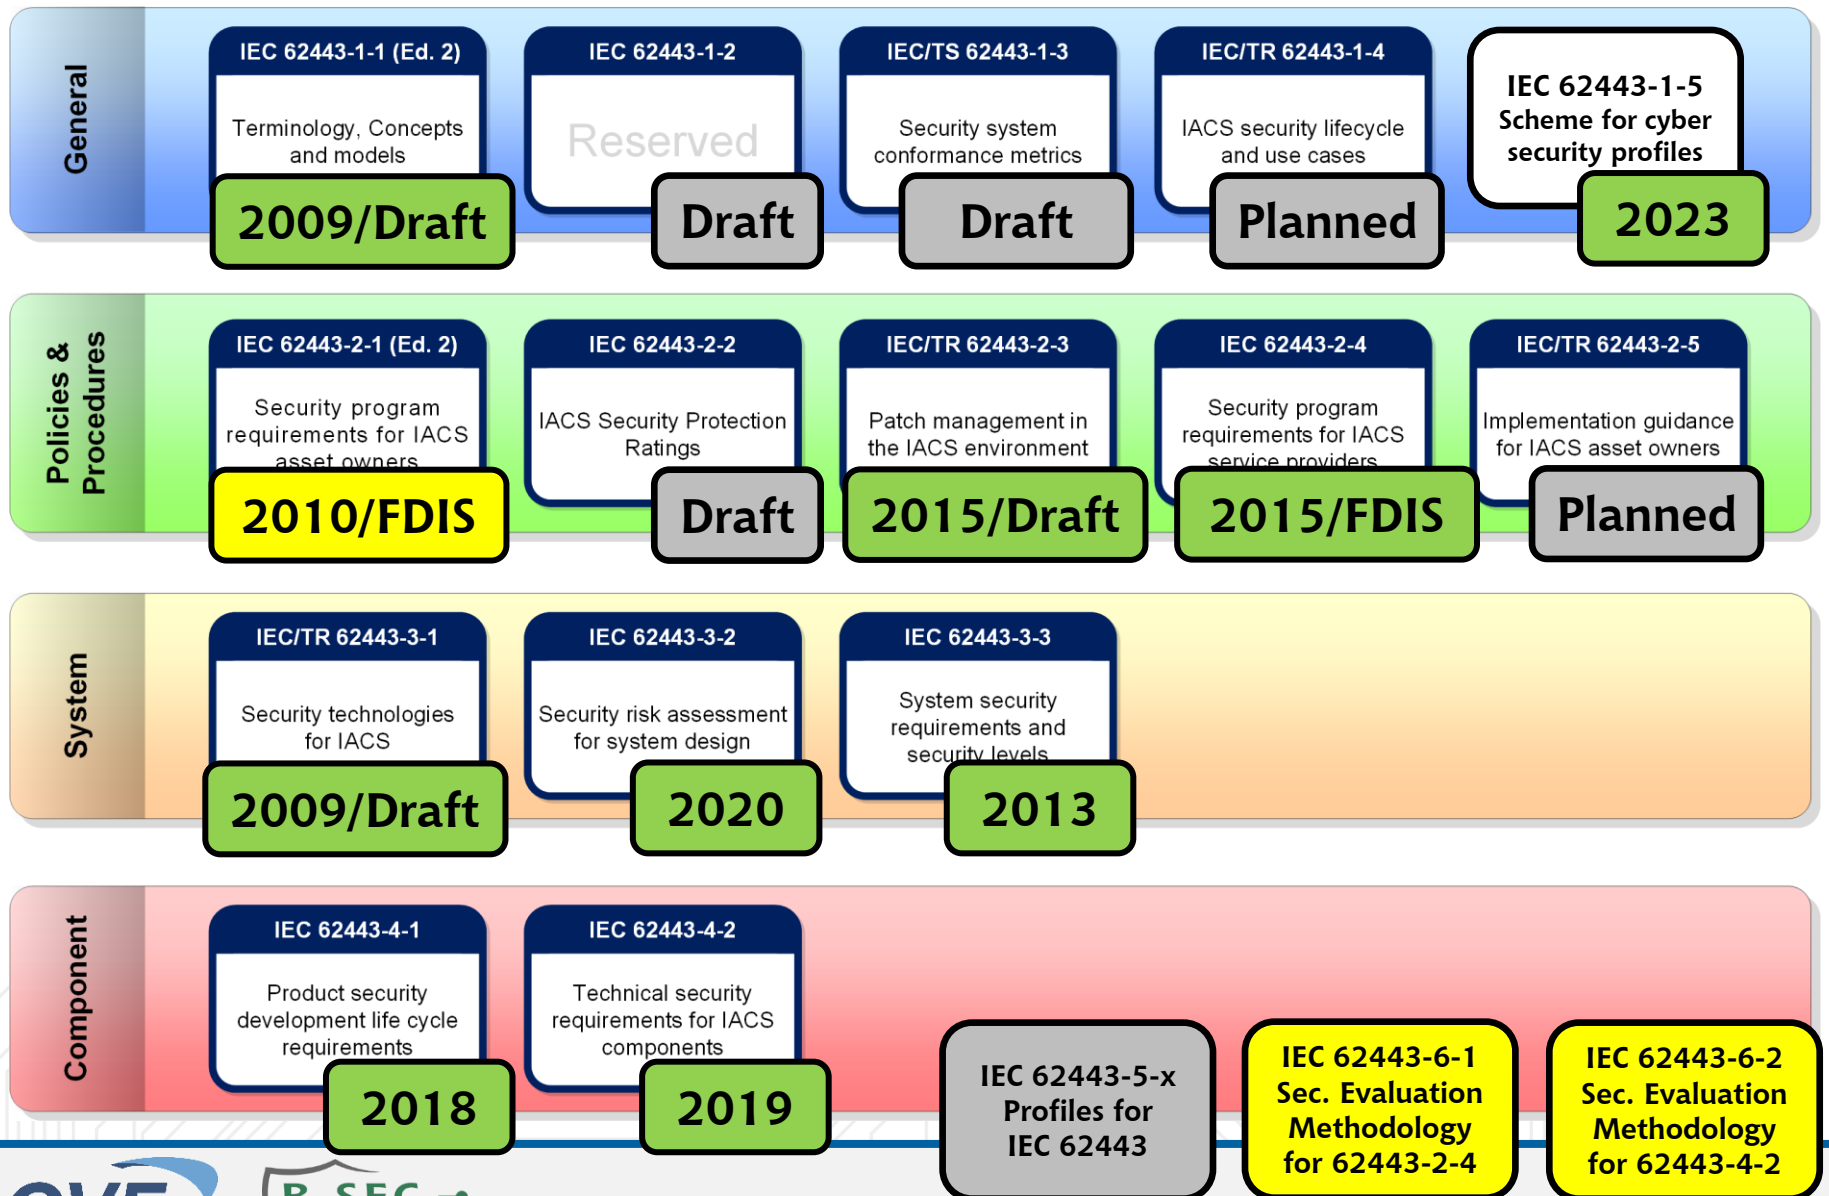 General
IEC 62443-1-1 (Ed. 2)
Terminology, Concepts
and models
2009/Draft
IEC 62443-1-2
Reserved
Draft
IEC/TS 62443-1-3
Security system
conformance metrics
Draft
IEC/TR 62443-1-4
IACS security lifecycle
and use cases
Planned
IEC 62443-1-5
Scheme for cyber
security profiles
2023
Policies &
Procedures
IEC 62443-2-1 (Ed. 2)
Security program
requirements for IACS
asset owners
2010/FDIS
IEC 62443-2-2
IACS Security Protection
Ratings
Draft
IEC/TR 62443-2-3
Patch management in
the IACS environment
2015/Draft
IEC 62443-2-4
Security program
requirements for IACS
service providers
2015/FDIS
IEC/TR 62443-2-5
Implementation guidance
for IACS asset owners
Planned
System
IEC/TR 62443-3-1
Security technologies
for IACS
2009/Draft
IEC 62443-3-2
Security risk assessment
for system design
2020
IEC 62443-3-3
System security
requirements and
security levels
2013
Component
IEC 62443-4-1
Product security
development life cycle
requirements
2018
IEC 62443-4-2
Technical security
requirements for IACS
components
2019
IEC 62443-5-x
Profiles for
IEC 62443
IEC 62443-6-1
Sec. Evaluation
Methodology
for 62443-2-4
IEC 62443-6-2
Sec. Evaluation
Methodology
for 62443-4-2
OVE
SEC